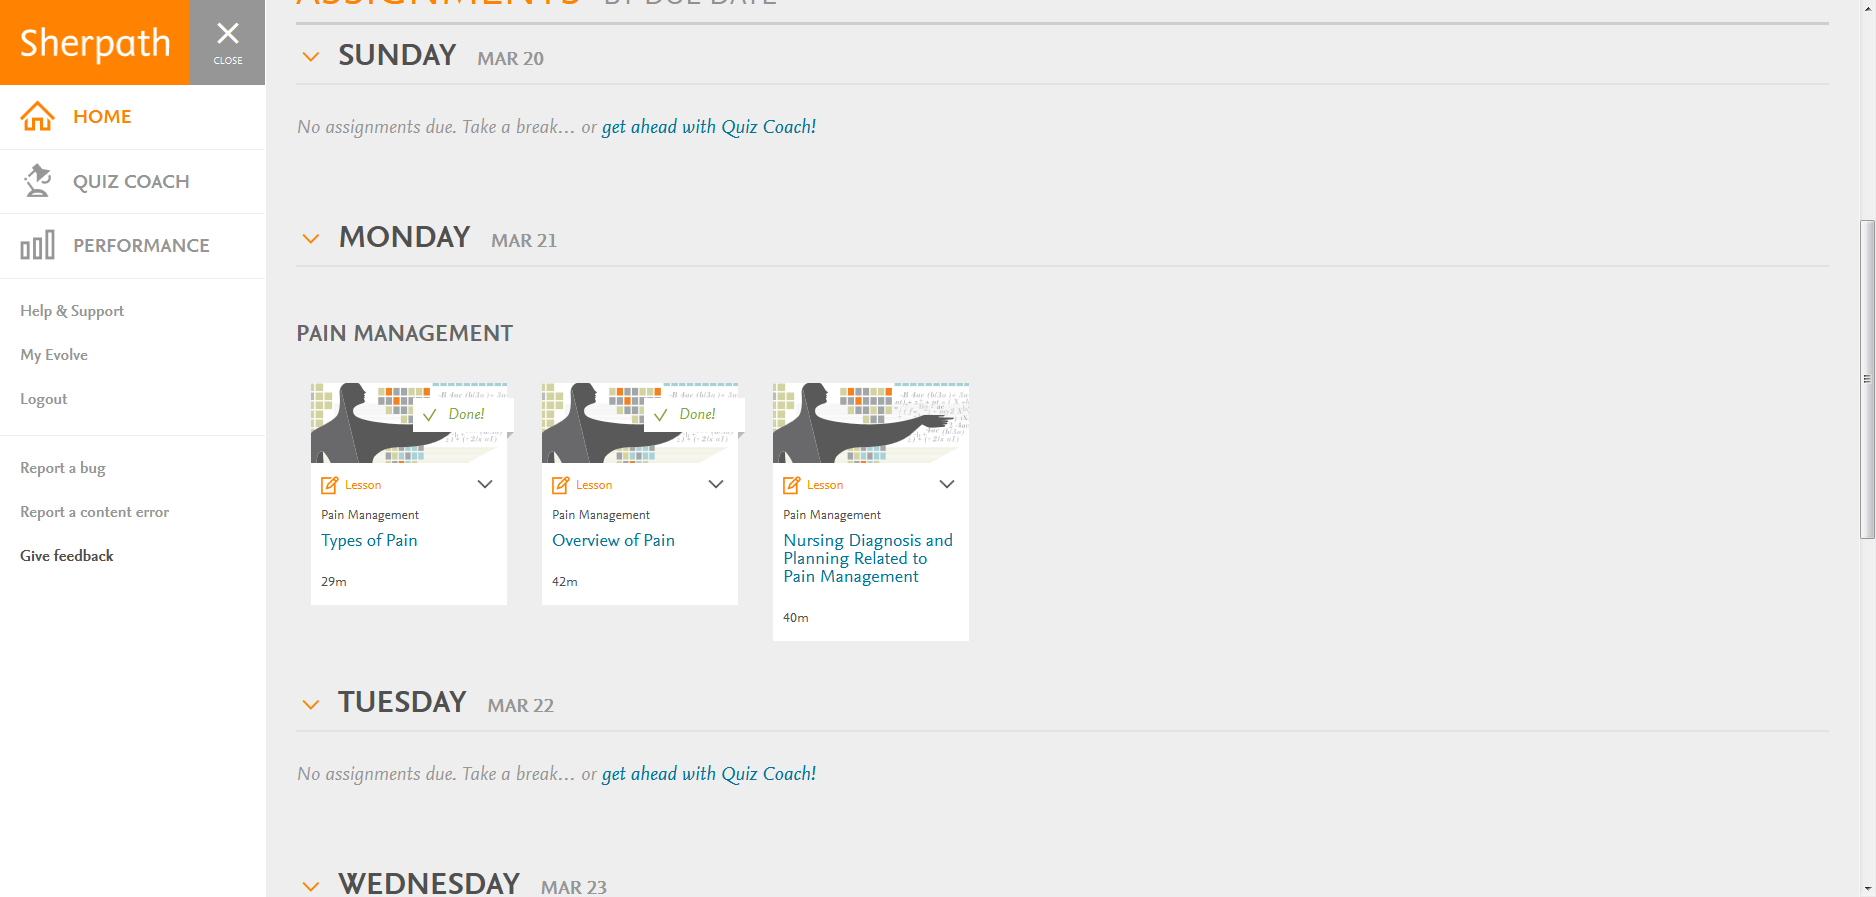 Sherpath
CLOSE
HOME
QUIZ COACH
PERFORMANCE
Help & Support
My Evolve
Logout
Report a bug
Report a content error
Give feedback
ASSIGNMENTS BY DUE DATE
SUNDAY MAR 20
No assignments due. Take a break... or get ahead with Quiz Coach!
MONDAY MAR 21
PAIN MANAGEMENT
Done!
Lesson
Pain Management
Types of Pain
29m
Done!
Lesson
Pain Management
Overview of Pain
42m
Lesson
Pain Management
Nursing Diagnosis and
Planning Related to
Pain Management
40m
TUESDAY MAR 22
No assignments due. Take a break... or get ahead with Quiz Coach!
WEDNESDAY MAR 23